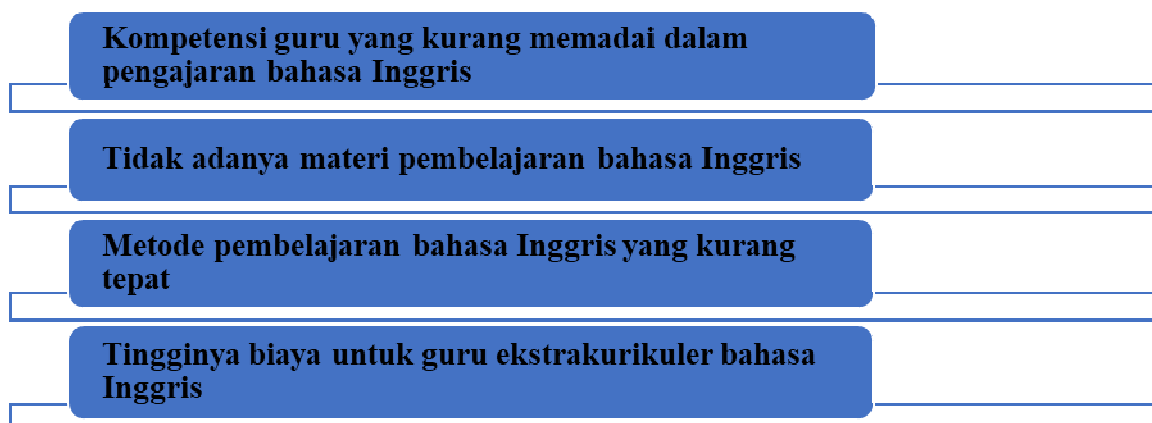 Kompetensi guru yang kurang memadai dalam
pengajaran bahasa Inggris
Tidak adanya materi pembelajaran bahasa Inggris
Metode pembelajaran bahasa Inggris yang kurang
tepat
Tingginya biaya untuk guru ekstrakurikuler bahasa
Inggris